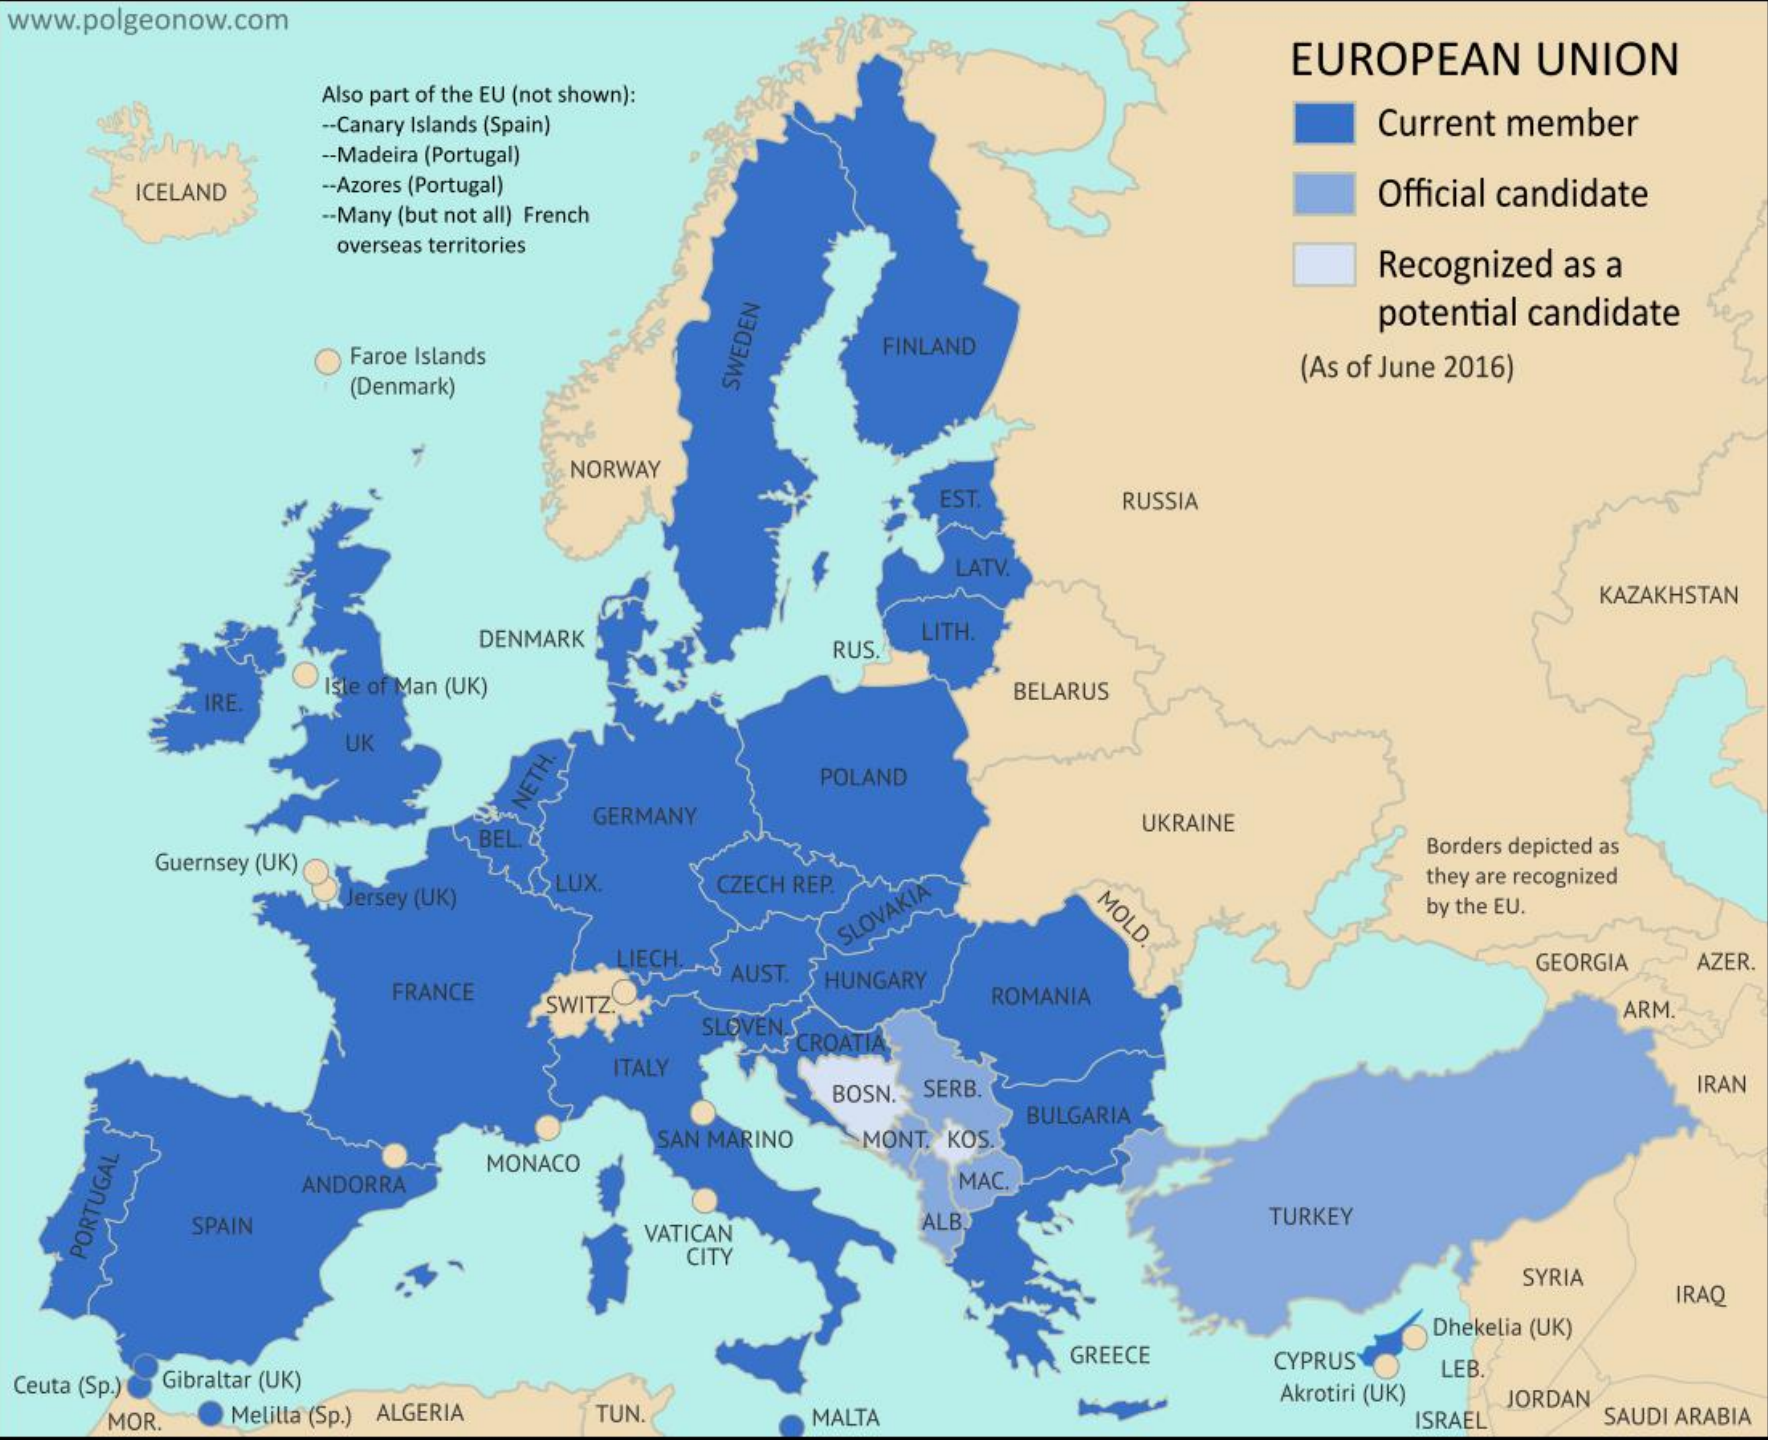 www.polgeonow.com
EUROPEAN UNION
Current member
Official candidate
Recognized as a
potential candidate
(As of June 2016)
Also part of the EU (not shown):
--Canary Islands (Spain)
--Madeira (Portugal)
--Azores (Portugal)
--Many (but not all) French
overseas territories
ICELAND
Faroe Islands
(Denmark)
SWEDEN
FINLAND
NORWAY
RUSSIA
EST.
LATV.
KAZAKHSTAN
LITH.
DENMARK
RUS.
Isle of Man (UK)
BELARUS
IRE.
UK
NETH.
POLAND
GERMANY
UKRAINE
BEL.
Borders depicted as
they are recognized
by the EU.
Guernsey (UK)
Jersey (UK)
LUX.
CZECH REP.
SLOVAKIA
MOLD.
LIECH.
AUST.
HUNGARY
GEORGIA
AZER.
FRANCE
SWITZ.
ROMANIA
ARM.
SLOVEN.
CROATIA
ITALY
BOSN.
SERB.
IRAN
BULGARIA
SAN MARINO
MONT.
KOS.
MONACO
ANDORRA
MAC.
PORTUGAL
SPAIN
VATICAN
CITY
ALB.
TURKEY
SYRIA
IRAQ
Dhekelia (UK)
GREECE
CYPRUS
LEB.
Akrotiri (UK)
Ceuta (Sp.)
Gibraltar (UK)
JORDAN
MOR.
Melilla (Sp.)
ALGERIA
TUN.
MALTA
ISRAEL
SAUDI ARABIA